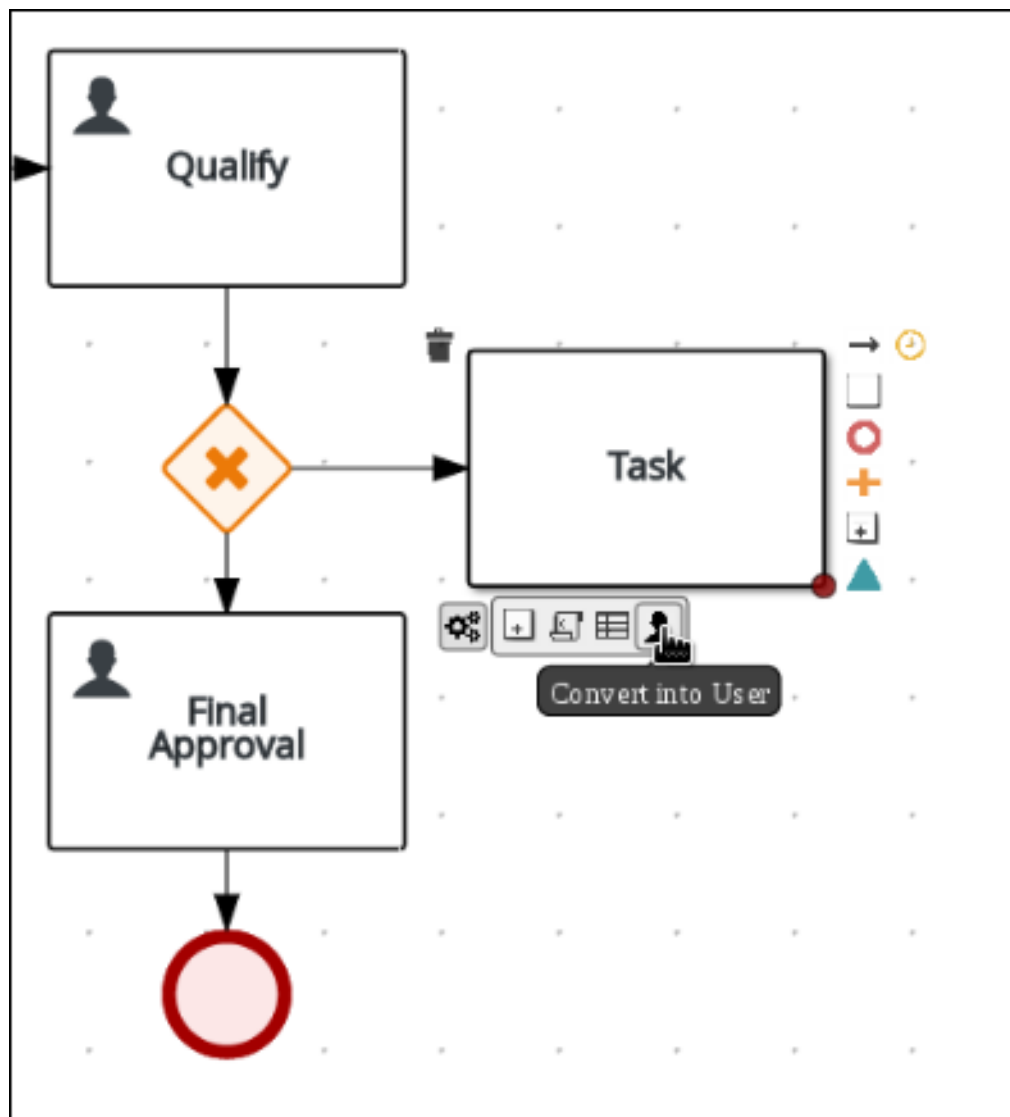 Qualify
Task
Convert into User
Final
Approval